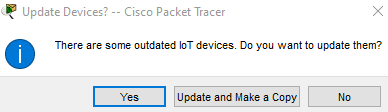 Update Devices? -- Cisco Packet Tracer
There are some outdated IoT devices. Do you want to update them?
Yes
Update and Make a Copy
No